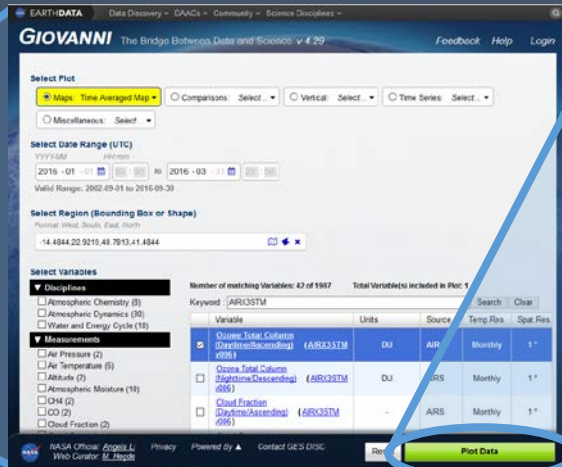 EARTHDATA Data Discovery DAACs Community Science Disciplines
GIOVANNI The Bridge Between Data and Science v 4.20 Feedback Help Login
Select Plot
Maps: Time Averaged Map Comparisons: Select... Vertical: Select... Time Series: Select...
Miscellaneous: Select
Select Date Range (UTC)
YYYY-MM HH:mm
2016 -01 -01 to 2016 -03 -31
Valid Range: 2002-09-01 to 2016-09-30
Select Region (Bounding Box or Shape)
Format: West, South, East, North
-14.4844,22.9219,48.7813,41.4844
Select Variables
Disciplines
Number of matching Variables: 42 of 1987 Total Variable(s) included in Plot: 1
Atmospheric Chemistry (8)
Atmospheric Dynamics (30)
Water and Energy Cycle (18)
Keyword : AIRX3STM Search Clear
Variable Units Source Temp.Res. Spat.Res.
Measurements
Air Pressure (2)
Air Temperature (5)
Altitude (2)
Atmospheric Moisture (10)
CH4 (2)
CO (2)
Cloud Fraction (2)
Ozone Total Column (Daytime/Ascending) (AIRX3STM v006) DU AIRS Monthly 1°
Ozone Total Column (Nighttime/Descending) (AIRX3STM v006) DU AIRS Monthly 1°
Cloud Fraction (Daytime/Ascending) (AIRX3STM v006) - AIRS Monthly 1°
NASA Official: Angela Li Privacy Powered By Contact GES DISC
Web Curator: M. Hegde
Plot Data